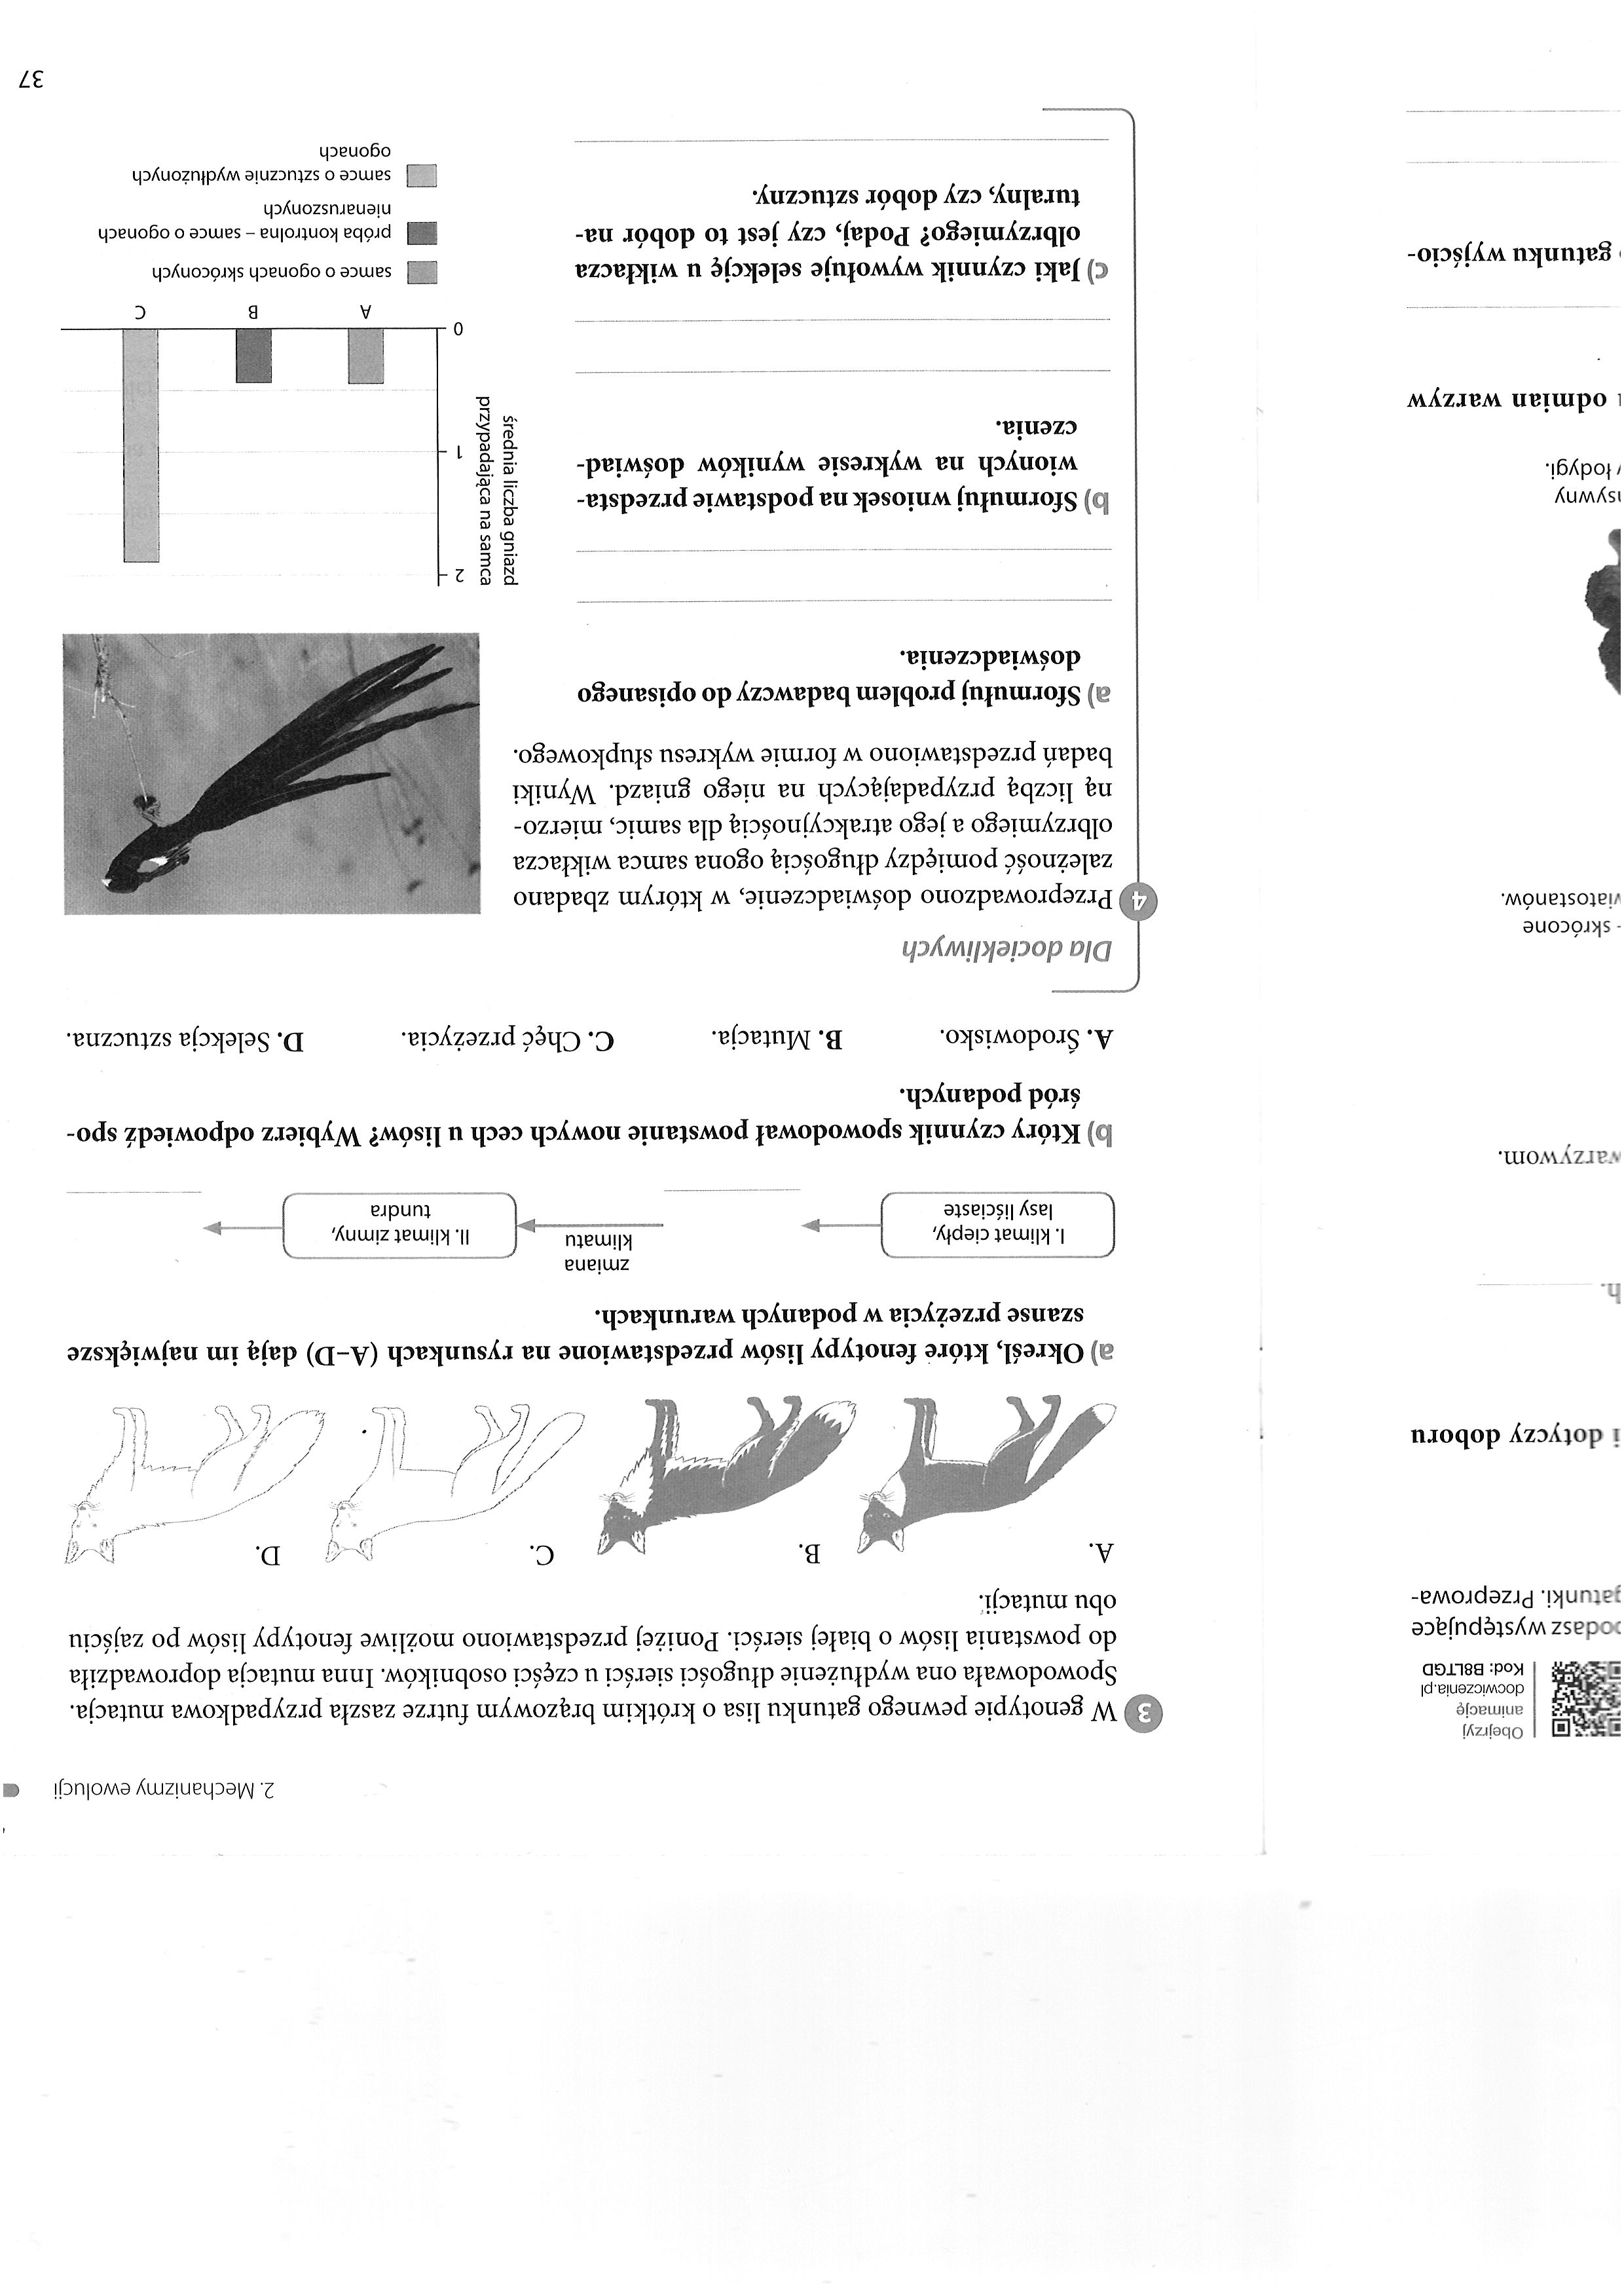 Obejrzyj
animację
docwiczenia.pl
Kod: B8LTGD
podasz występujące
gatunki. Przeprowa-
i dotyczy doboru
h.
warzywom.
- skrócone
wiatostanów.
łodygi.
odmian warzyw
gatunku wyjścio-
2. Mechanizmy ewolucji
3 W genotypie pewnego gatunku lisa o krótkim brązowym futrze zaszła przypadkowa mutacja.
Spowodowała ona wydłużenie długości sierści u części osobników. Inna mutacja doprowadziła
do powstania lisów o białej sierści. Poniżej przedstawiono możliwe fenotypy lisów po zajściu
obu mutacji.
A. B. C. D.
a) Określ, które fenotypy lisów przedstawione na rysunkach (A–D) dają im największe
szanse przeżycia w podanych warunkach.
I. klimat ciepły,
lasy liściaste
zmiana
klimatu
II. klimat zimny,
tundra
b) Który czynnik spowodował powstanie nowych cech u lisów? Wybierz odpowiedź spo-
śród podanych.
A. Środowisko. B. Mutacja. C. Chęć przeżycia. D. Selekcja sztuczna.
Dla dociekliwych
4 Przeprowadzono doświadczenie, w którym zbadano
zależność pomiędzy długością ogona samca wikłacza
olbrzymiego a jego atrakcyjnością dla samic, mierzo-
ną liczbą przypadających na niego gniazd. Wyniki
badań przedstawiono w formie wykresu słupkowego.
a) Sformułuj problem badawczy do opisanego
doświadczenia.
b) Sformułuj wniosek na podstawie przedsta-
wionych na wykresie wyników doświad-
czenia.
c) Jaki czynnik wywołuje selekcję u wikłacza
olbrzymiego? Podaj, czy jest to dobór na-
turalny, czy dobór sztuczny.
średnia liczba gniazd
przypadająca na samca
2
1
0
A B C
samce o ogonach skróconych
próba kontrolna – samce o ogonach
nienaruszonych
samce o sztucznie wydłużonych
ogonach
37